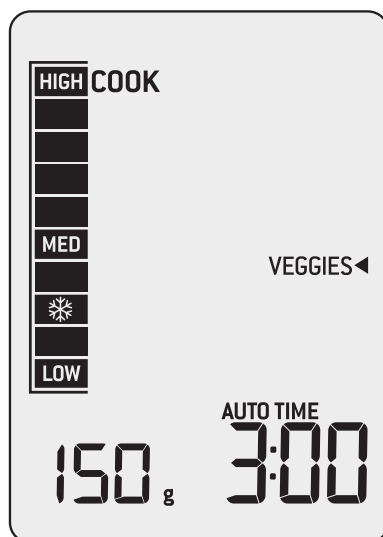 HIGH COOK
MED
VEGGIES
LOW
AUTO TIME
150 g 3:00